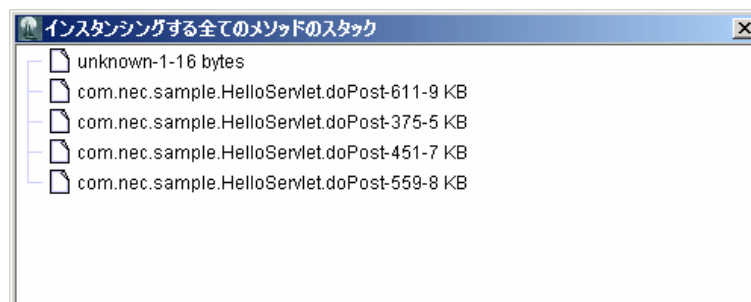 インスタンシングする全てのメソッドのスタック
unknown-1-16 bytes
com.nec.sample.HelloServlet.doPost-611-9 KB
com.nec.sample.HelloServlet.doPost-375-5 KB
com.nec.sample.HelloServlet.doPost-451-7 KB
com.nec.sample.HelloServlet.doPost-559-8 KB